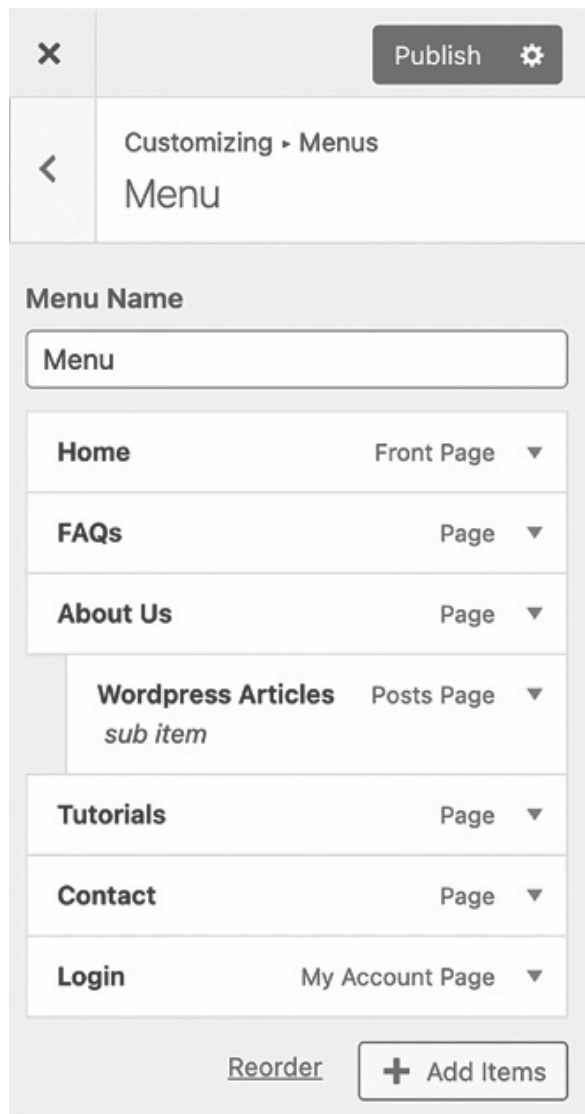 Publish
Customizing ▸ Menus
Menu
Menu Name
Menu
Home Front Page
FAQs Page
About Us Page
Wordpress Articles Posts Page
sub item
Tutorials Page
Contact Page
Login My Account Page
Reorder + Add Items